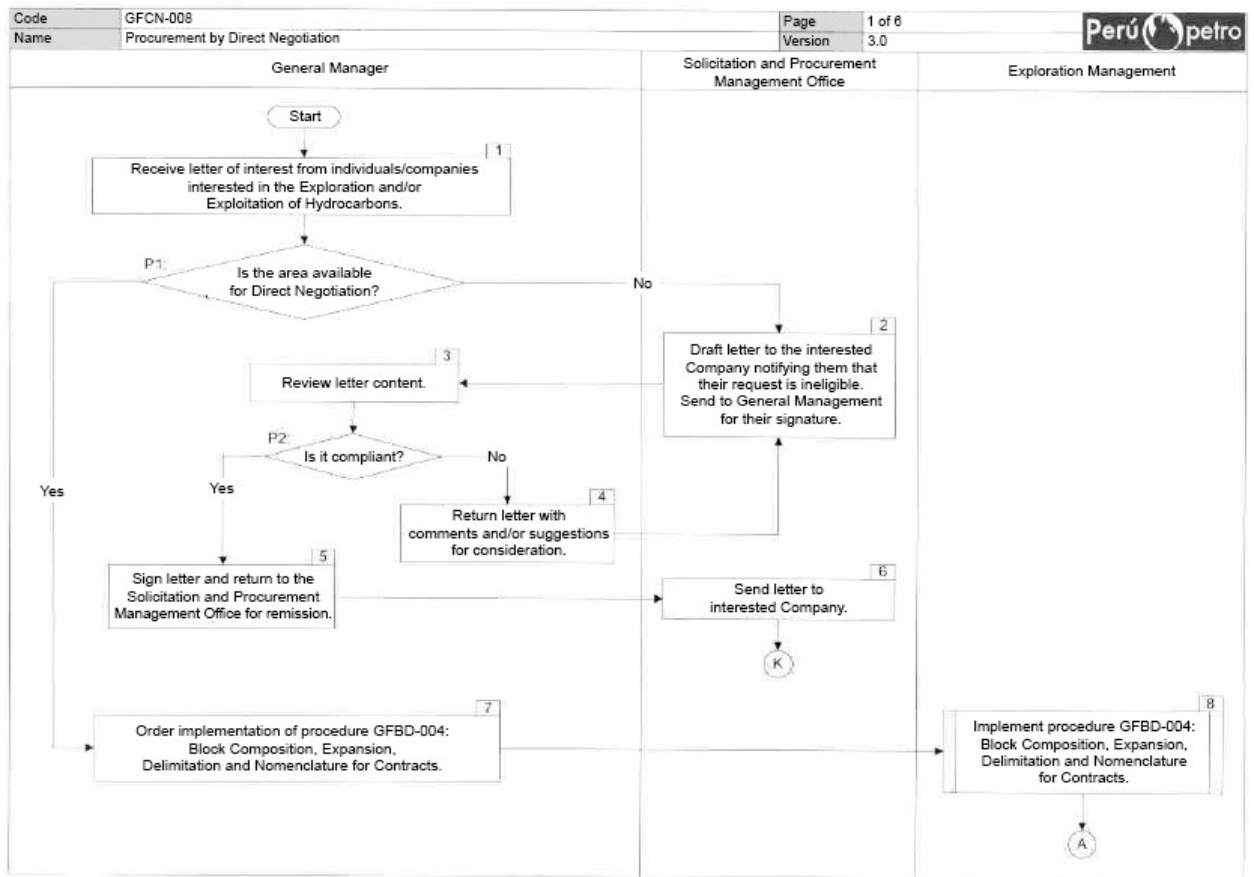 Code GFCN-008 Page 1 of 6
Name Procurement by Direct Negotiation Version 3.0
Perú petro
General Manager
Solicitation and Procurement
Management Office
Exploration Management
Start
1
Receive letter of interest from individuals/companies
interested in the Exploration and/or
Exploitation of Hydrocarbons.
P1:
Is the area available
for Direct Negotiation?
No
2
Draft letter to the interested
Company notifying them that
their request is ineligible.
Send to General Management
for their signature.
3
Review letter content.
P2:
Is it compliant?
No
Yes
Yes
4
Return letter with
comments and/or suggestions
for consideration.
5
Sign letter and return to the
Solicitation and Procurement
Management Office for remission.
6
Send letter to
interested Company.
K
7
Order implementation of procedure GFBD-004:
Block Composition, Expansion,
Delimitation and Nomenclature for Contracts.
8
Implement procedure GFBD-004:
Block Composition, Expansion,
Delimitation and Nomenclature
for Contracts.
A